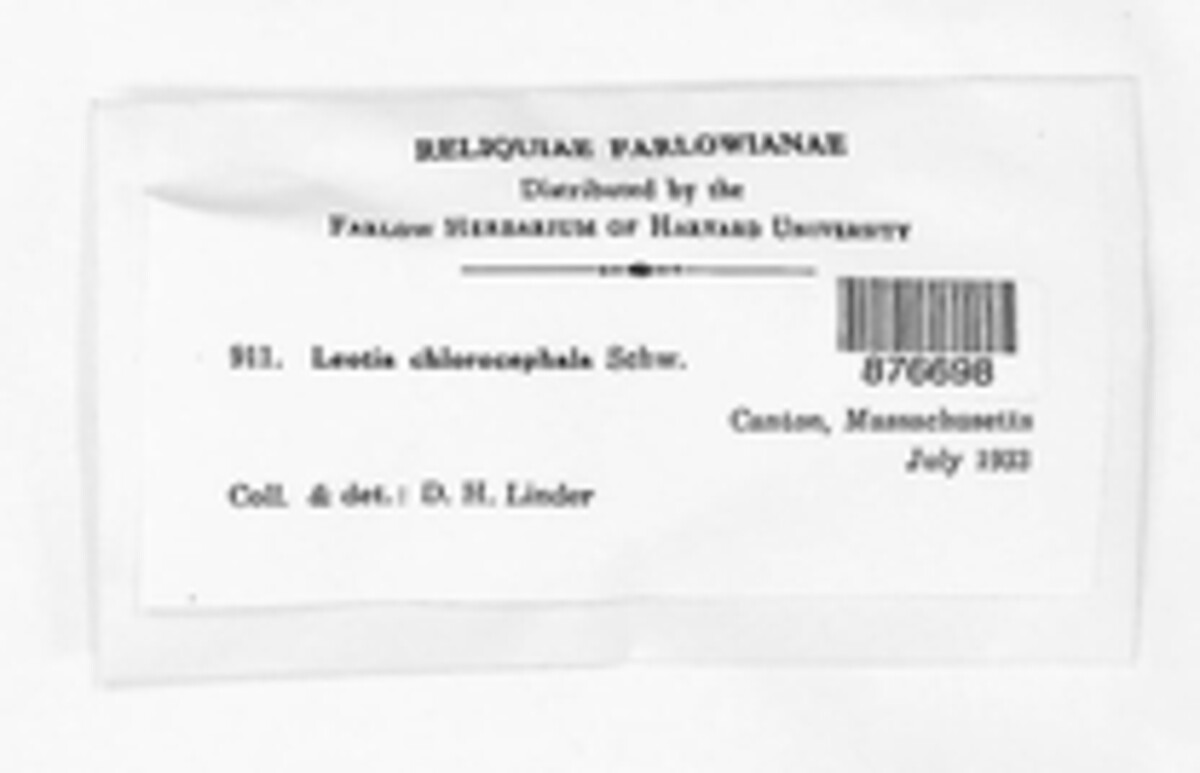 RELIQUIAE FARLOWIANAE
Distributed by the
FARLOW HERBARIUM OF HARVARD UNIVERSITY
911. Leotia chlorocephala Schw.
876698
Canton, Massachusetts
July
Coll. & det.: D. H. Linder